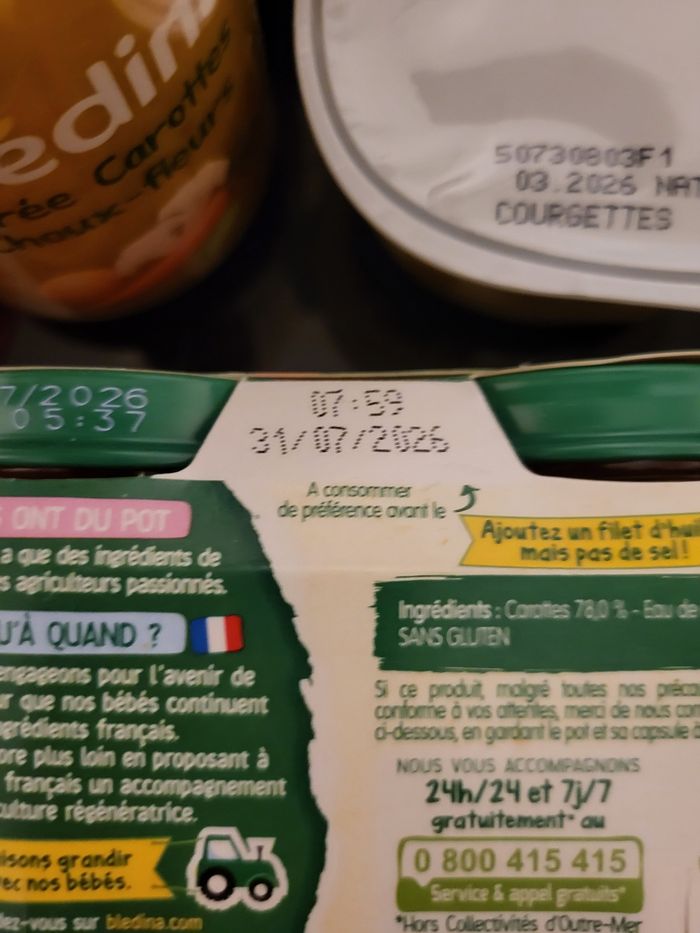 édina
rée Carottes
Choux-fleurs
50730803F1
03.2026 NAT
COURGETTES
7/2026
05:37
07:59
31/07/2026
A consommer
de préférence avant le
S ONT DU POT
a que des ingrédients de
s agriculteurs passionnés.
U'À QUAND ?
engageons pour l'avenir de
ur que nos bébés continuent
ngrédients français.
ore plus loin en proposant à
français un accompagnement
culture régénératrice.
isons grandir
vec nos bébés.
dez-vous sur bledina.com
Ajoutez un filet d'hui
mais pas de sel !
Ingrédients : Carottes 78,0 % - Eau de
SANS GLUTEN
Si ce produit, malgré toutes nos préca
conforme à vos attentes, merci de nous con
ci-dessous, en gardant le pot et sa capsule
NOUS VOUS ACCOMPAGNONS
24h/24 et 7j/7
gratuitement* au
0 800 415 415
Service & appel gratuits*
*Hors Collectivités d'Outre-Mer